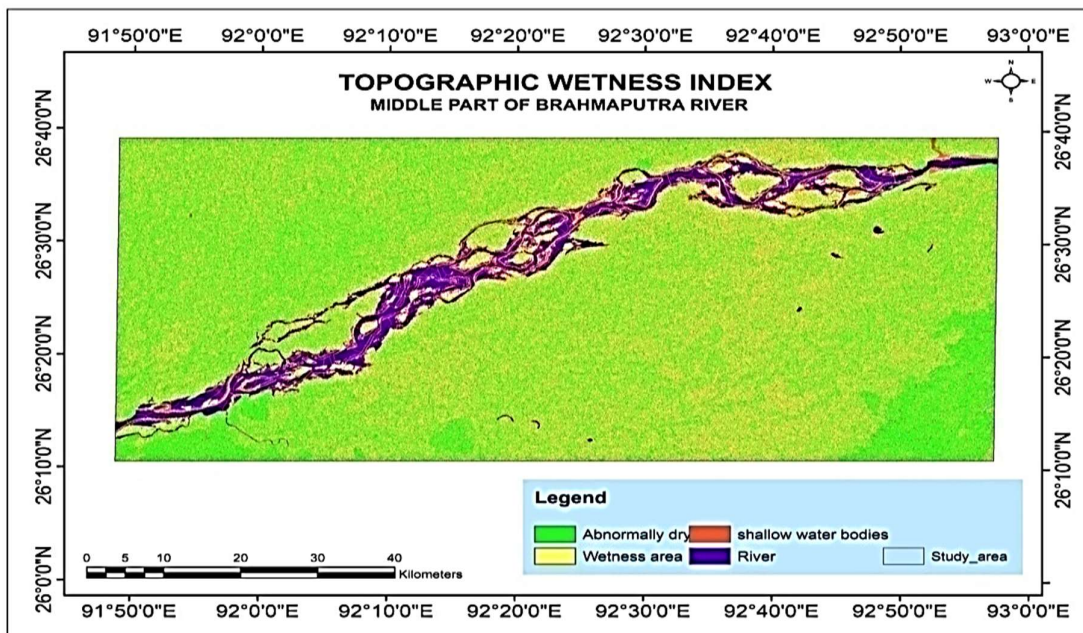 91°50'0"E 92°0'0"E 92°10'0"E 92°20'0"E 92°30'0"E 92°40'0"E 92°50'0"E 93°0'0"E
TOPOGRAPHIC WETNESS INDEX
MIDDLE PART OF BRAHMAPUTRA RIVER
N
W E
S
26°40'0"N 26°40'0"N
26°30'0"N 26°30'0"N
26°20'0"N 26°20'0"N
26°10'0"N 26°10'0"N
26°0'0"N
Legend
Abnormally dry shallow water bodies
Wetness area River Study_area
0 5 10 20 30 40
Kilometers
91°50'0"E 92°0'0"E 92°10'0"E 92°20'0"E 92°30'0"E 92°40'0"E 92°50'0"E 93°0'0"E